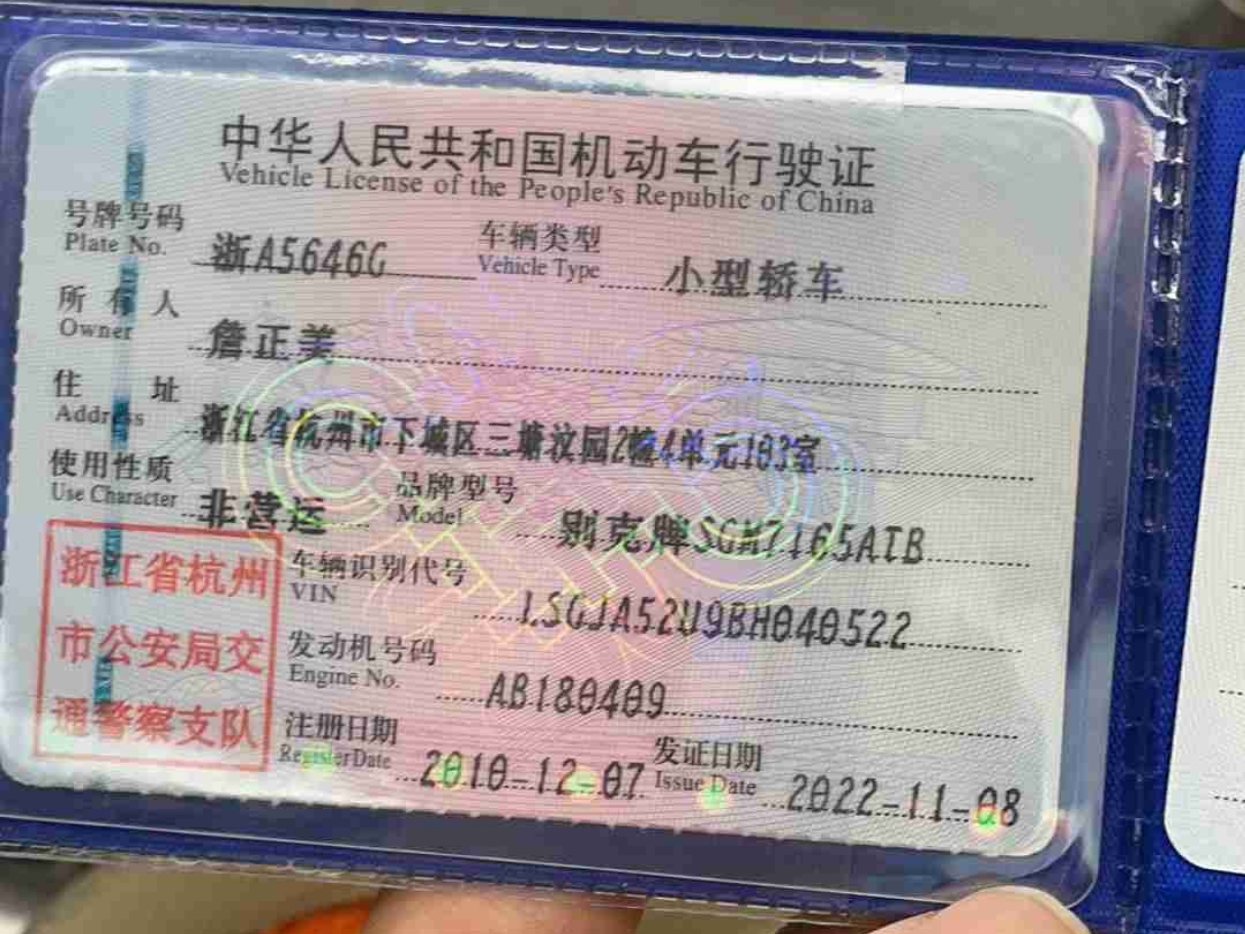 中华人民共和国机动车行驶证
Vehicle License of the People's Republic of China
号牌号码 浙A5646G 车辆类型 小型轿车
Plate No. Vehicle Type
所有人 詹正美
Owner
住址 浙江省杭州市下城区三塘汶园2幢4单元103室
Address
使用性质 非营运 品牌型号 别克牌SGM7165ATB
Use Character Model
车辆识别代号 LSGJA52U9BH040522
VIN
发动机号码 AB180409
Engine No.
注册日期 2010-12-07 发证日期 2022-11-08
Register Date Issue Date
浙江省杭州
市公安局交
通警察支队